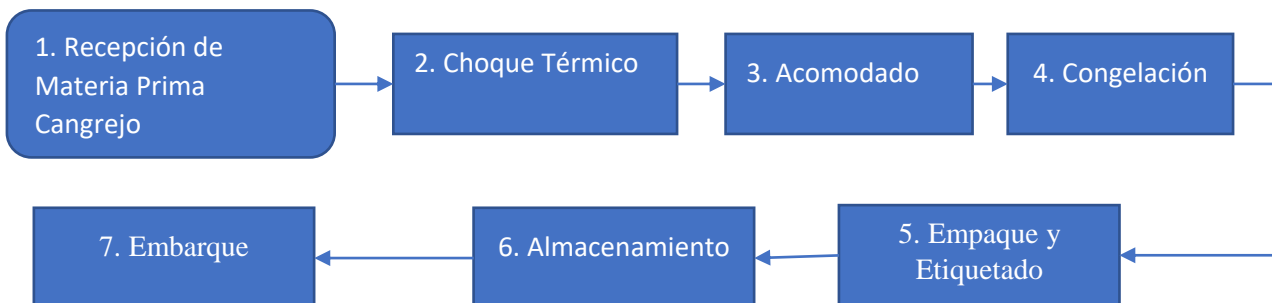 1. Recepción de
Materia Prima
Cangrejo
2. Choque Térmico
3. Acomodado
4. Congelación
5. Empaque y
Etiquetado
6. Almacenamiento
7. Embarque